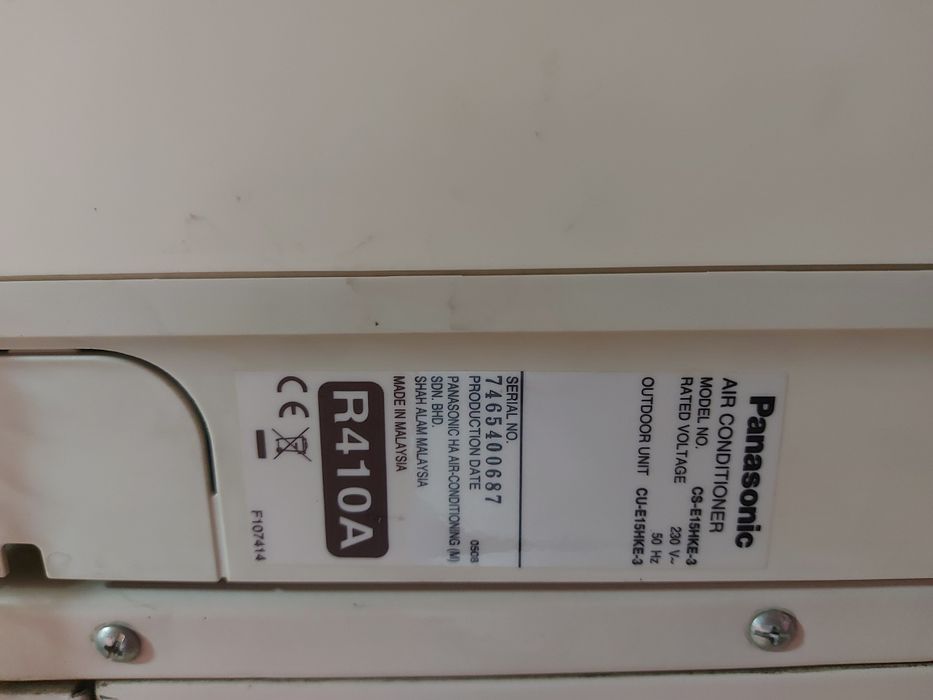 Panasonic
AIR CONDITIONER
MODEL NO. CS-E15HKE-3
RATED VOLTAGE 230 V~
50 Hz
OUTDOOR UNIT CU-E15HKE-3
SERIAL NO.
7465400687
PRODUCTION DATE 0508
PANASONIC HA AIR-CONDITIONING (M)
SDN. BHD.
SHAH ALAM MALAYSIA
MADE IN MALAYSIA
R410A
CE
F107414